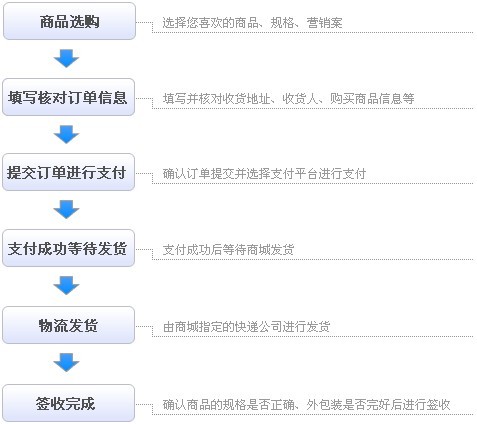 商品选购
选择您喜欢的商品、规格、营销案
填写核对订单信息
填写并核对收货地址、收货人、购买商品信息等
提交订单进行支付
确认订单提交并选择支付平台进行支付
支付成功等待发货
支付成功后等待商城发货
物流发货
由商城指定的快递公司进行发货
签收完成
确认商品的规格是否正确、外包装是否完好后进行签收